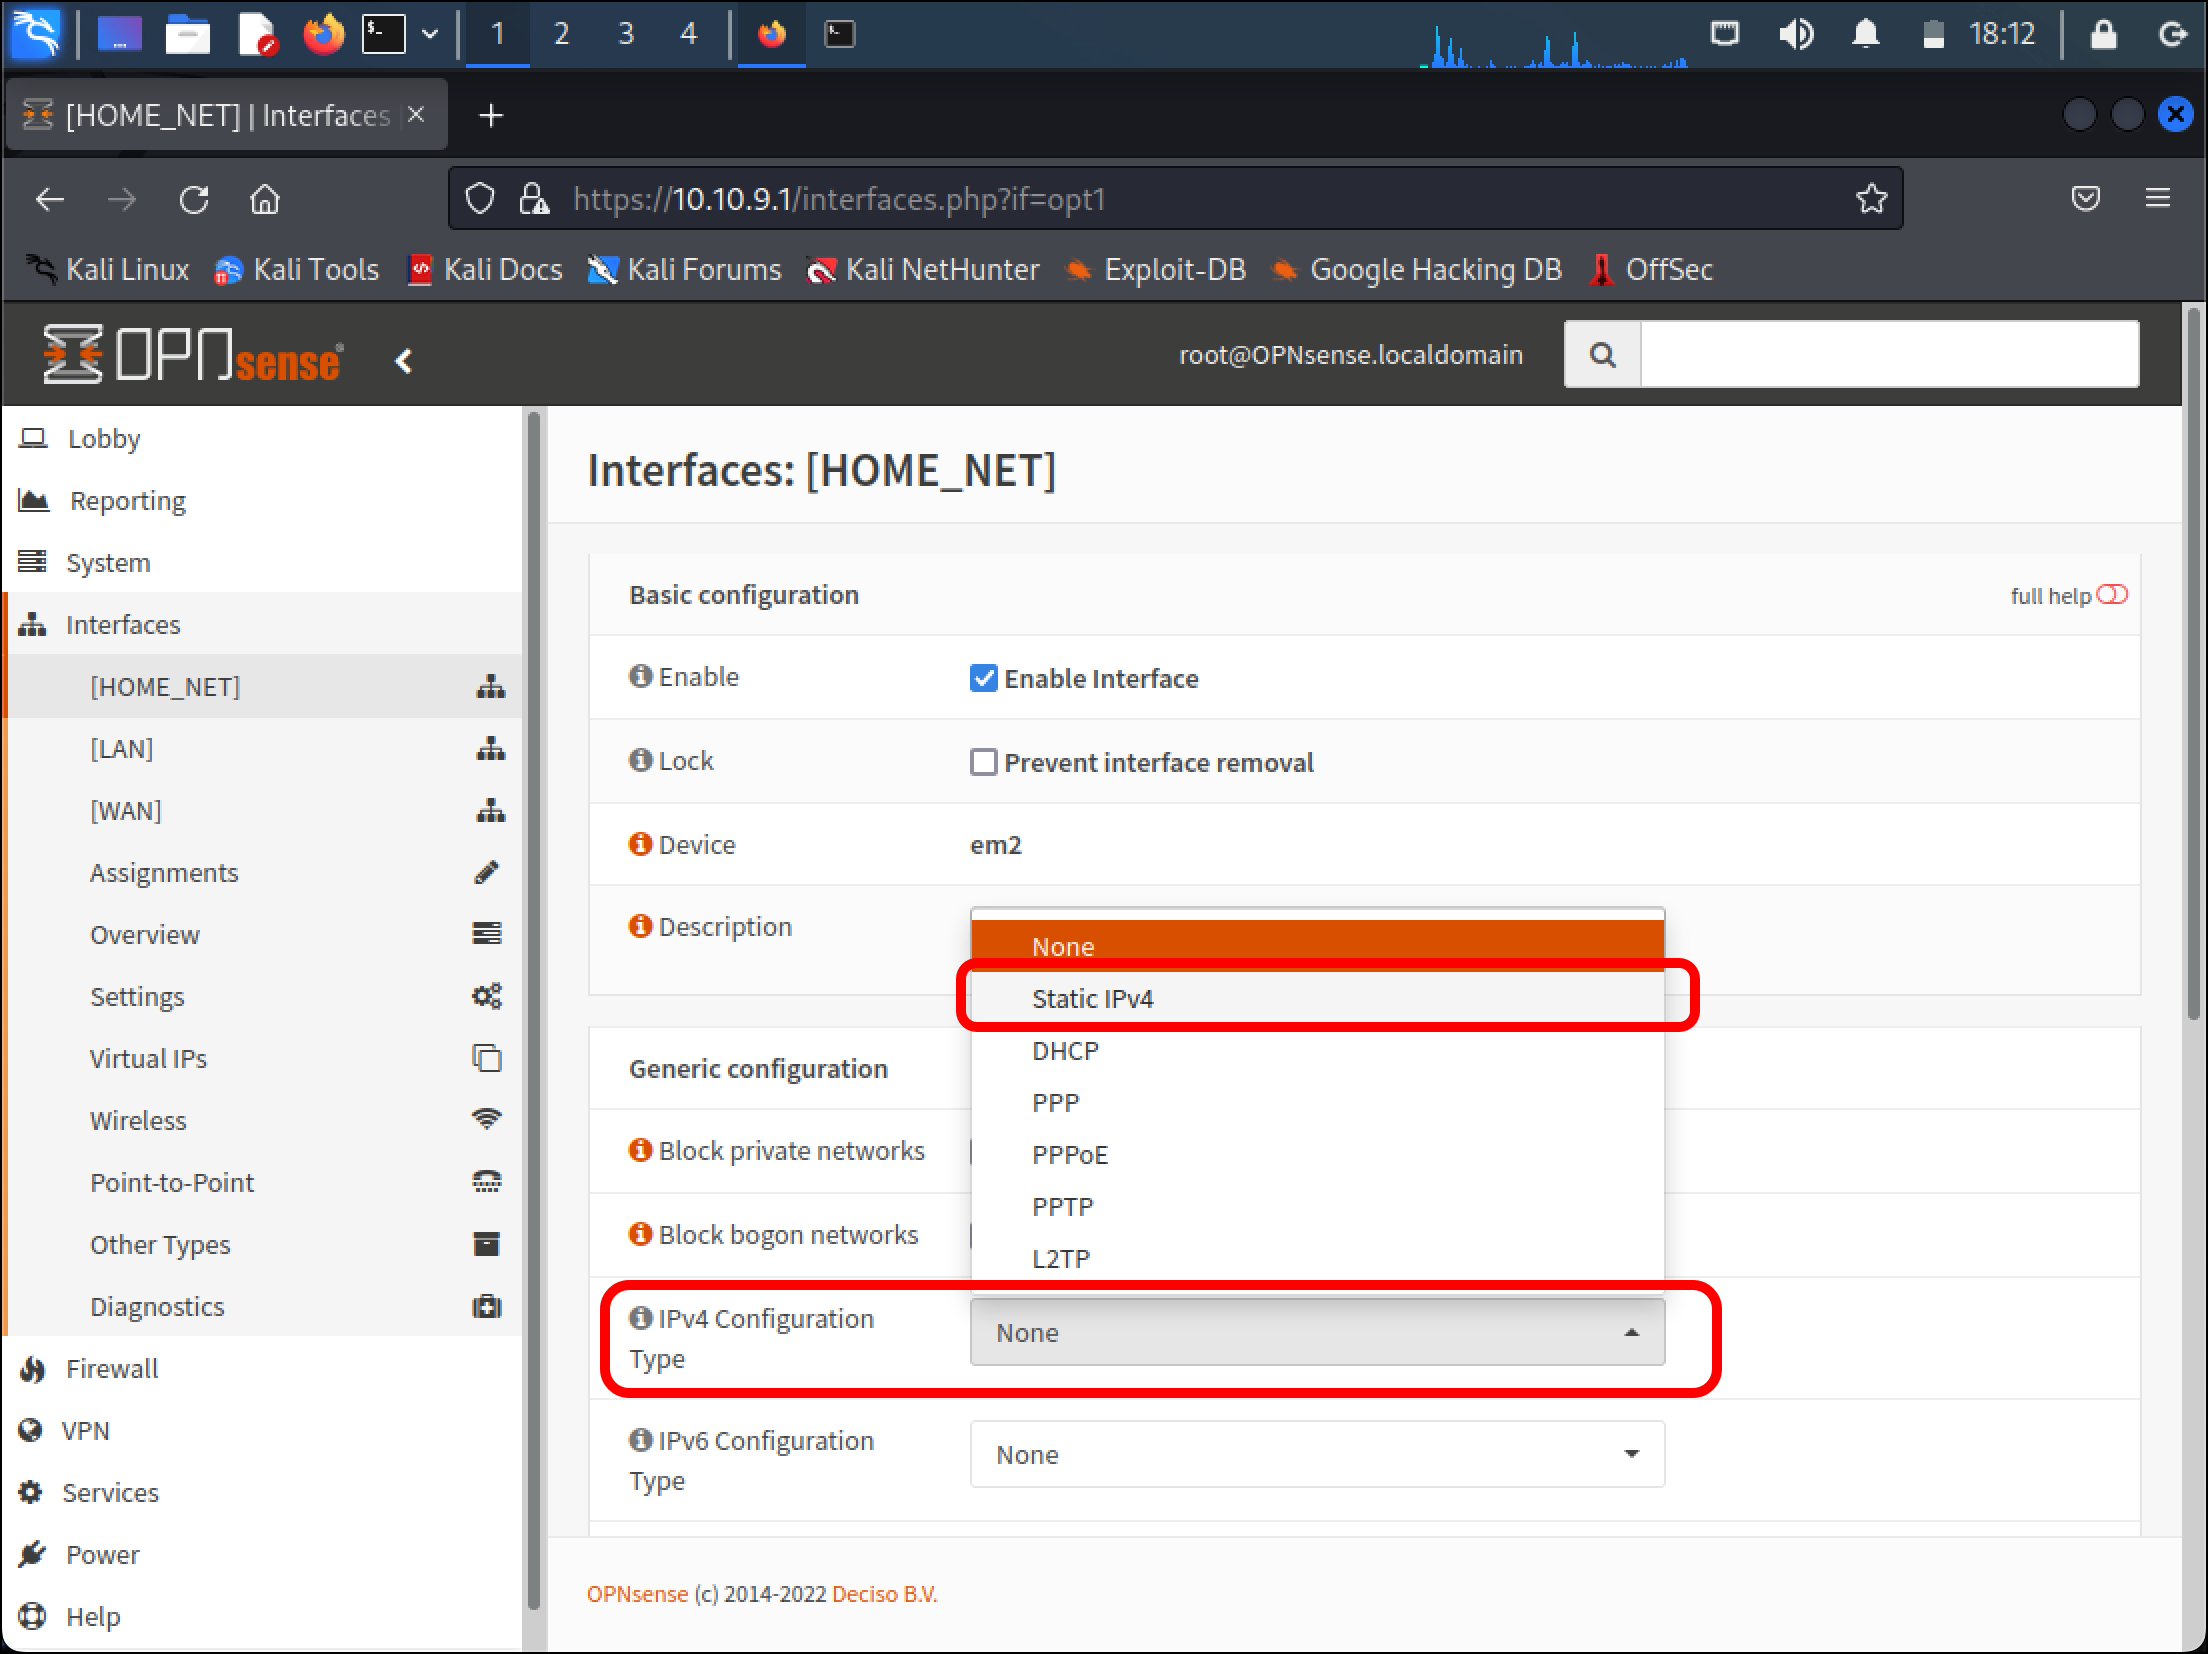 1 2 3 4 18:12
[HOME_NET] | Interfaces
https://10.10.9.1/interfaces.php?if=opt1
Kali Linux Kali Tools Kali Docs Kali Forums Kali NetHunter Exploit-DB Google Hacking DB OffSec
OPNsense root@OPNsense.localdomain
Lobby
Reporting
System
Interfaces
[HOME_NET]
[LAN]
[WAN]
Assignments
Overview
Settings
Virtual IPs
Wireless
Point-to-Point
Other Types
Diagnostics
Firewall
VPN
Services
Power
Help
Interfaces: [HOME_NET]
Basic configuration full help
Enable Enable Interface
Lock Prevent interface removal
Device em2
Description
None
Static IPv4
DHCP
PPP
PPPoE
PPTP
L2TP
Generic configuration
Block private networks
Block bogon networks
IPv4 Configuration
Type
None
IPv6 Configuration
Type
None
OPNsense (c) 2014-2022 Deciso B.V.